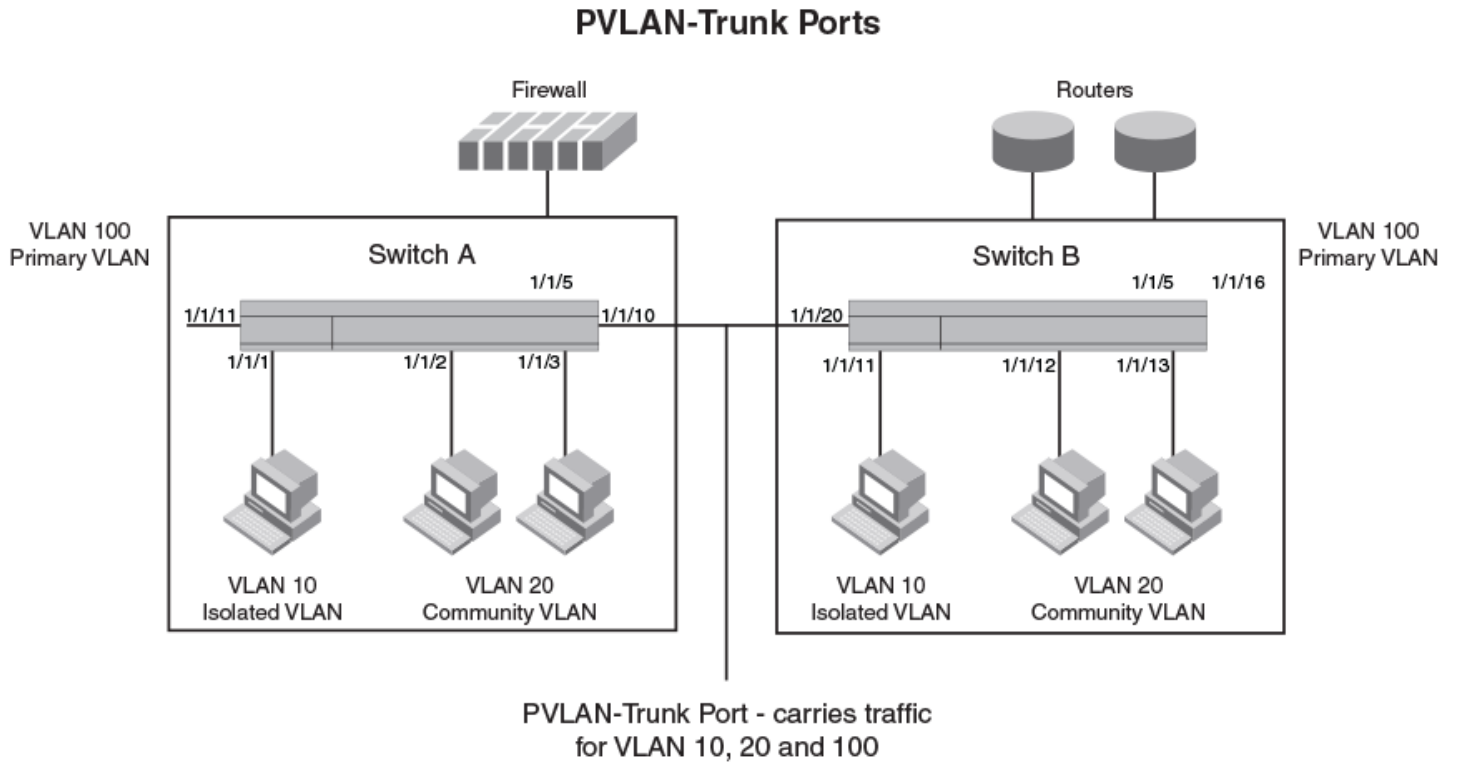 PVLAN-Trunk Ports
Firewall
Routers
VLAN 100
Primary VLAN
Switch A
1/1/5
1/1/11
1/1/10
1/1/1
1/1/2
1/1/3
VLAN 10
Isolated VLAN
VLAN 20
Community VLAN
Switch B
1/1/5
1/1/16
VLAN 100
Primary VLAN
1/1/20
1/1/11
1/1/12
1/1/13
VLAN 10
Isolated VLAN
VLAN 20
Community VLAN
PVLAN-Trunk Port - carries traffic
for VLAN 10, 20 and 100